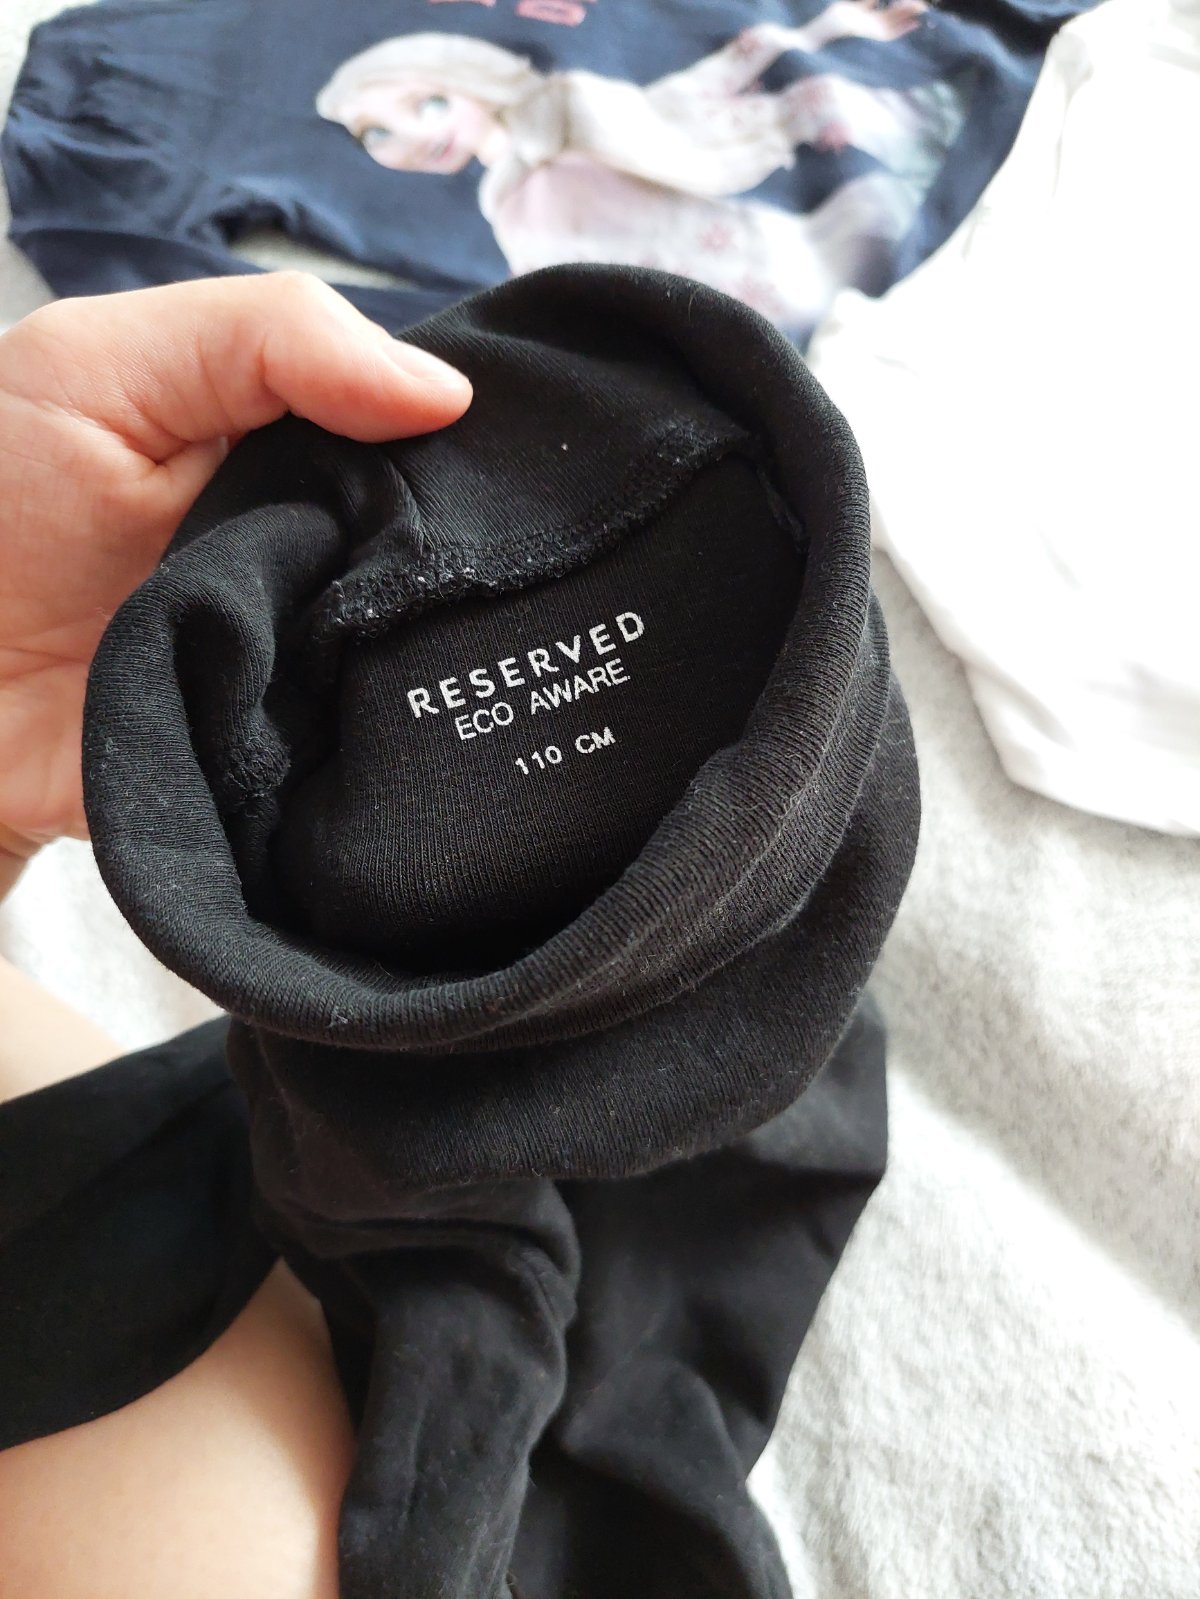 RESERVED
ECO AWARE
110 CM